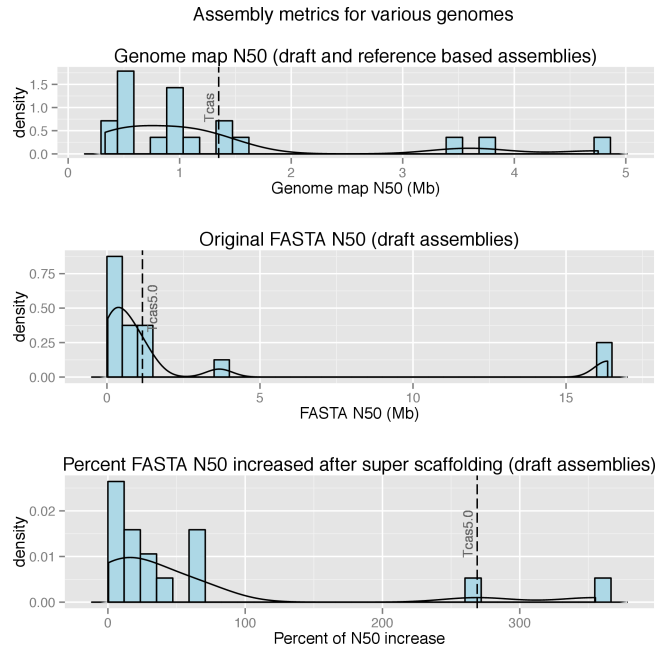 Assembly metrics for various genomes
Genome map N50 (draft and reference based assemblies)
density
1.5
1.0
0.5
0.0
Tcas
0 1 2 3 4 5
Genome map N50 (Mb)
Original FASTA N50 (draft assemblies)
density
0.75
0.50
0.25
0.00
Tcas5.0
0 5 10 15
FASTA N50 (Mb)
Percent FASTA N50 increased after super scaffolding (draft assemblies)
density
0.02
0.01
0.00
Tcas5.0
0 100 200 300
Percent of N50 increase